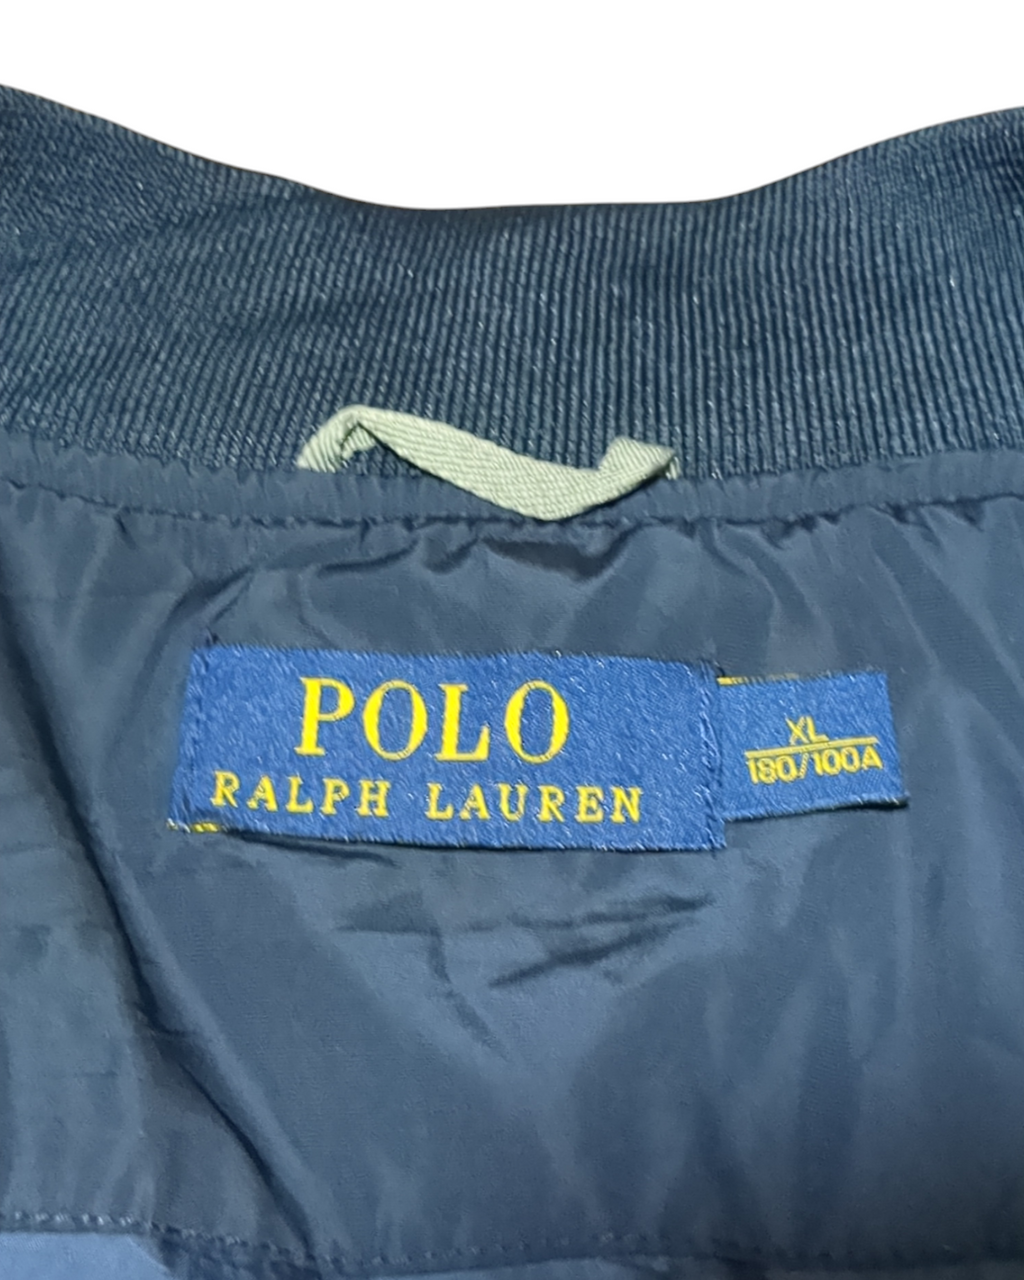 POLO
RALPH LAUREN
XL
180/100A